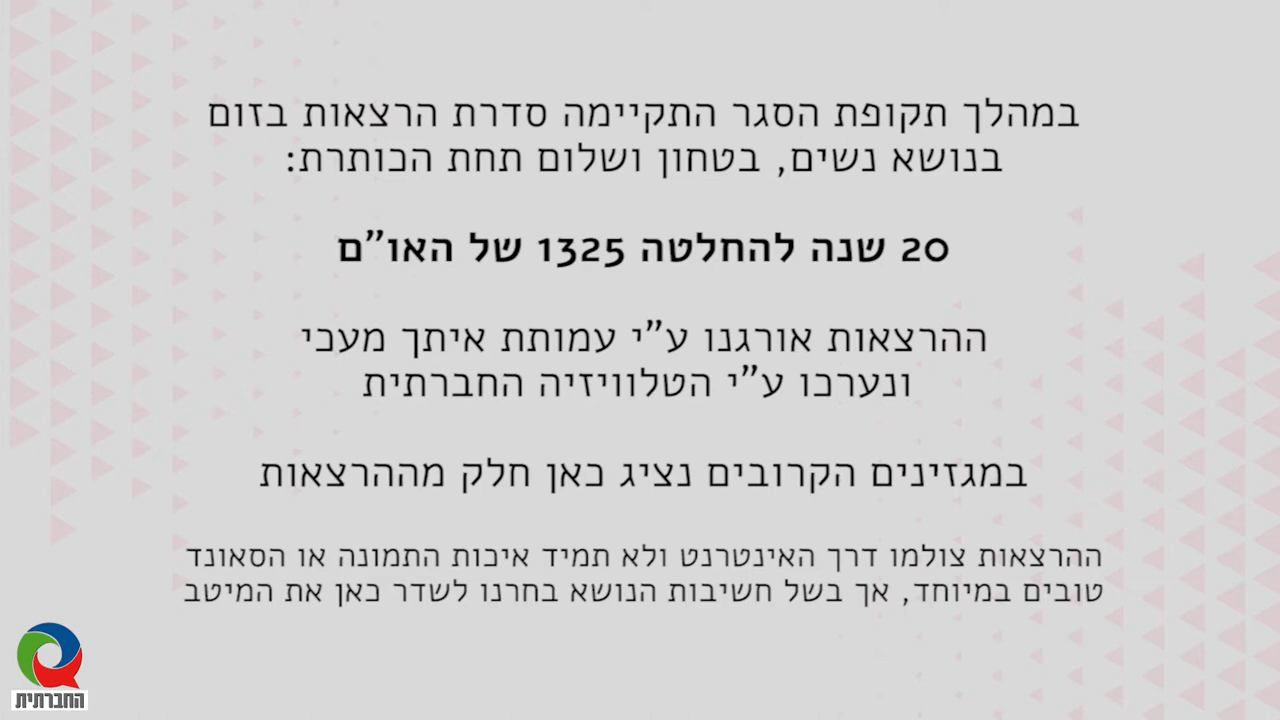 במהלך תקופת הסגר התקיימה סדרת הרצאות בזום
בנושא נשים, בטחון ושלום תחת הכותרת:
20 שנה להחלטה 1325 של האו"ם
ההרצאות אורגנו ע"י עמותת איתך מעכי
ונערכו ע"י הטלוויזיה החברתית
במגזינים הקרובים נציג כאן חלק מההרצאות
ההרצאות צולמו דרך האינטרנט ולא תמיד איכות התמונה או הסאונד
טובים במיוחד, אך בשל חשיבות הנושא בחרנו לשדר כאן את המיטב
החברתית